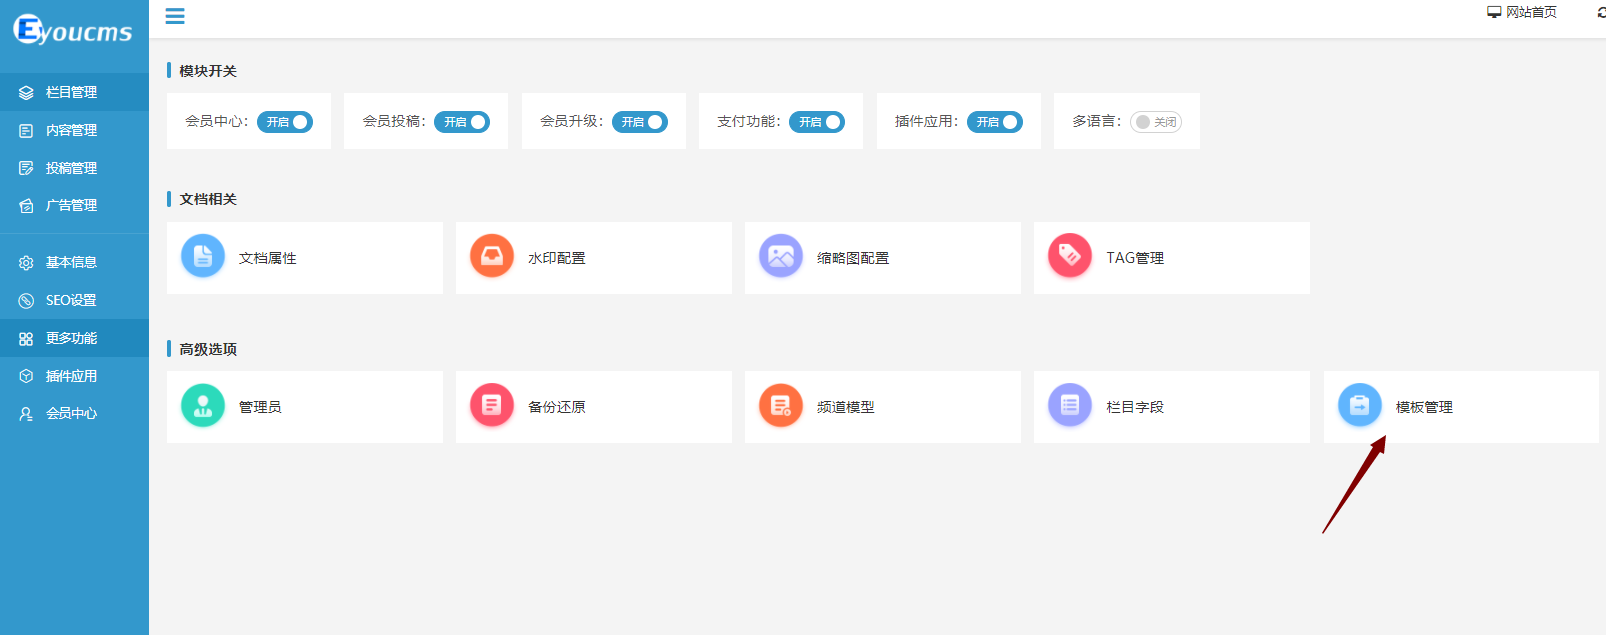 Eyoucms
网站首页
栏目管理
内容管理
投稿管理
广告管理
基本信息
SEO设置
更多功能
插件应用
会员中心
模块开关
会员中心: 开启
会员投稿: 开启
会员升级: 开启
支付功能: 开启
插件应用: 开启
多语言: 关闭
文档相关
文档属性
水印配置
缩略图配置
TAG管理
高级选项
管理员
备份还原
频道模型
栏目字段
模板管理